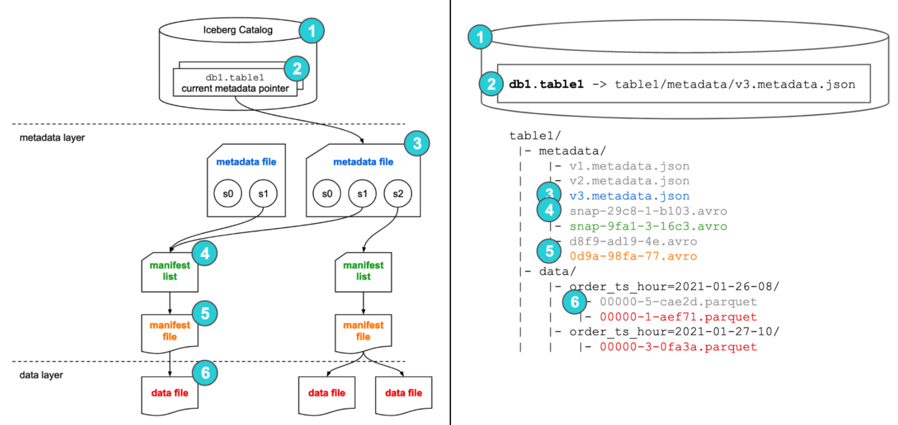 Iceberg Catalog
1
2
db1.table1
current metadata pointer
metadata layer
3
metadata file
metadata file
s0
s1
s0
s1
s2
4
manifest
list
manifest
list
5
manifest
file
manifest
file
data layer
6
data file
data file
data file
1
2
db1.table1 -> table1/metadata/v3.metadata.json
table1/
|- metadata/
| |- v1.metadata.json
| |- v2.metadata.json
| 3 v3.metadata.json
| 4 snap-29c8-1-b103.avro
| |- snap-9fa1-3-16c3.avro
| |- d8f9-ad19-4e.avro
| 5 0d9a-98fa-77.avro
|- data/
| |- order_ts_hour=2021-01-26-08/
| | 6 - 00000-5-cae2d.parquet
| | |- 00000-1-aef71.parquet
| |- order_ts_hour=2021-01-27-10/
| | |- 00000-3-0fa3a.parquet